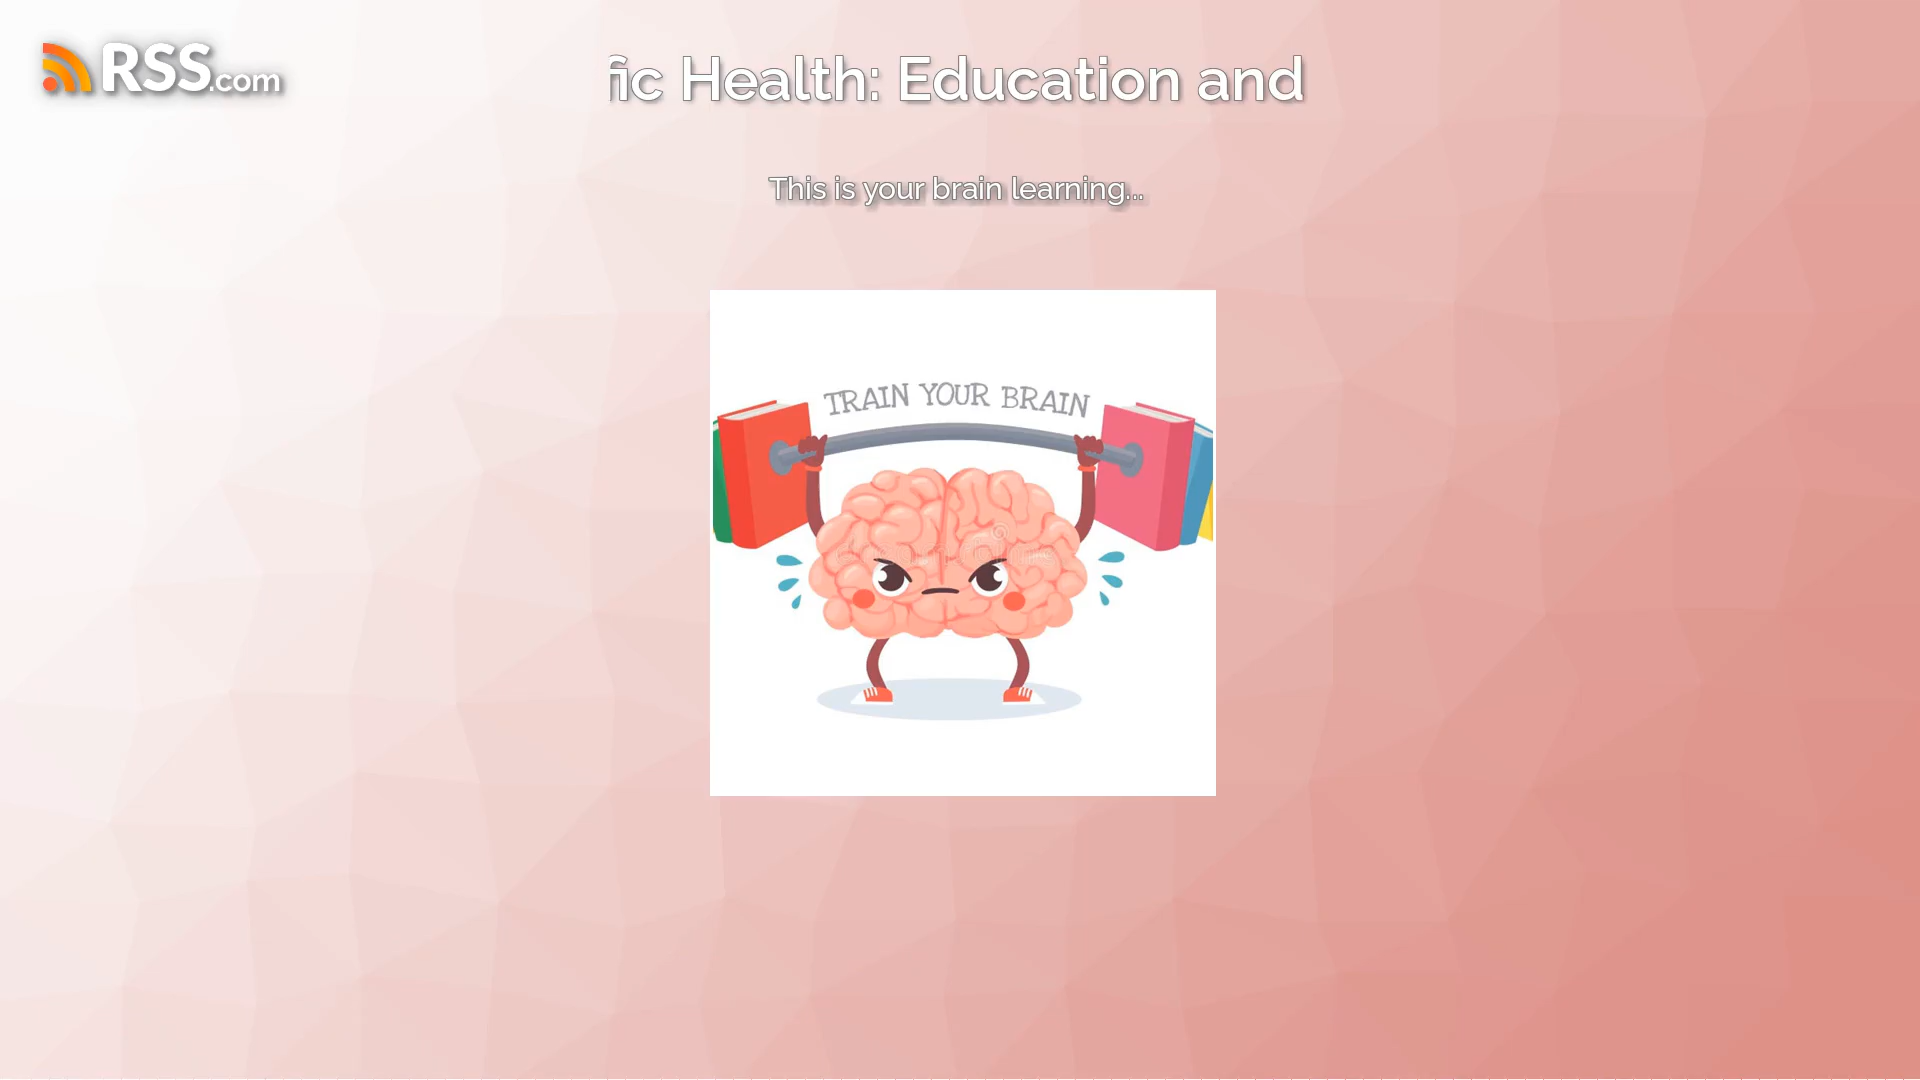 RSS.com
fic Health: Education and
This is your brain learning...
TRAIN YOUR BRAIN